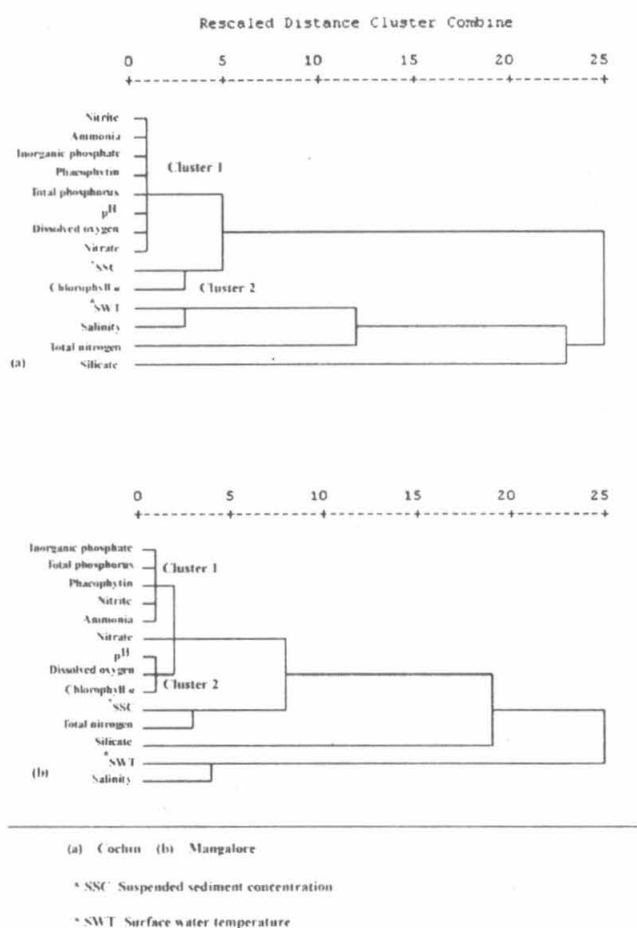 Rescaled Distance Cluster Combine
0 5 10 15 20 25
Nitrite
Ammonia
Inorganic phosphate
Cluster 1
Phaeophytin
Total phosphorus
pH
Dissolved oxygen
Nitrate
*SSC
Chlorophyll a
Cluster 2
*SWT
Salinity
Total nitrogen
(a)
Silicate
0 5 10 15 20 25
Inorganic phosphate
Total phosphorus
Cluster 1
Phaeophytin
Nitrite
Ammonia
Nitrate
pH
Dissolved oxygen
Chlorophyll a
Cluster 2
*SSC
Total nitrogen
Silicate
*SWT
(b)
Salinity
(a) Cochin (b) Mangalore
* SSC Suspended sediment concentration
* SWT Surface water temperature